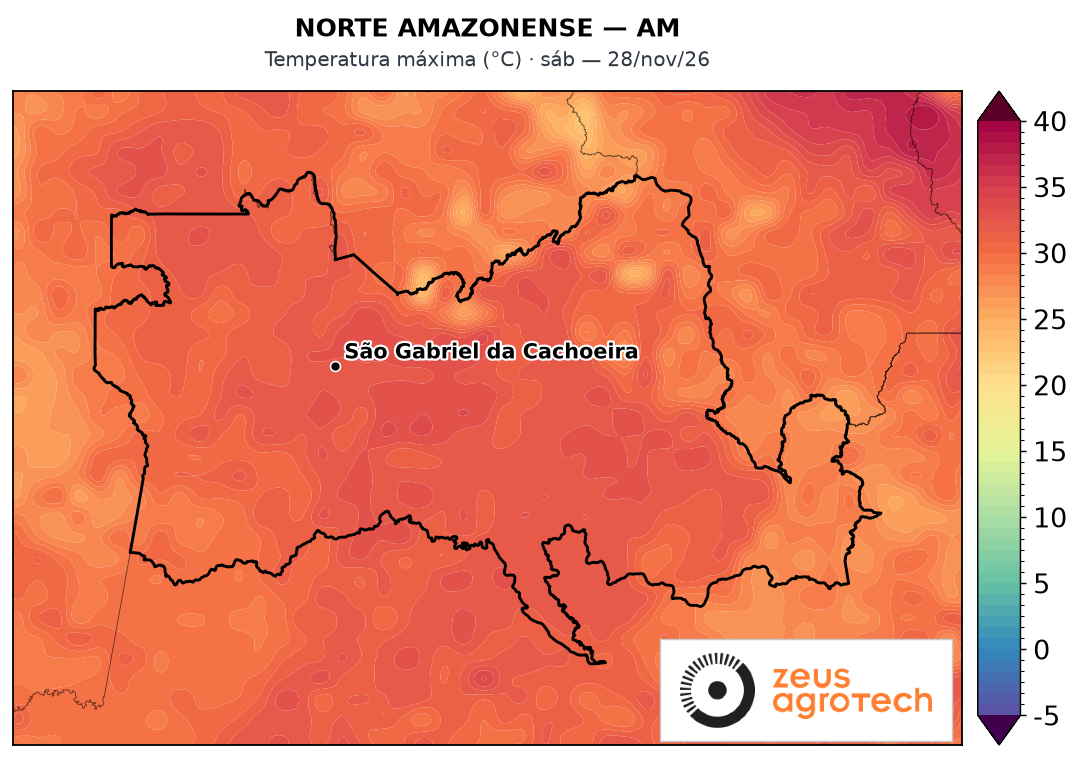 NORTE AMAZONENSE — AM
Temperatura máxima (°C) · sáb — 28/nov/26
São Gabriel da Cachoeira
40
35
30
25
20
15
10
5
0
-5
zeus
agrotech